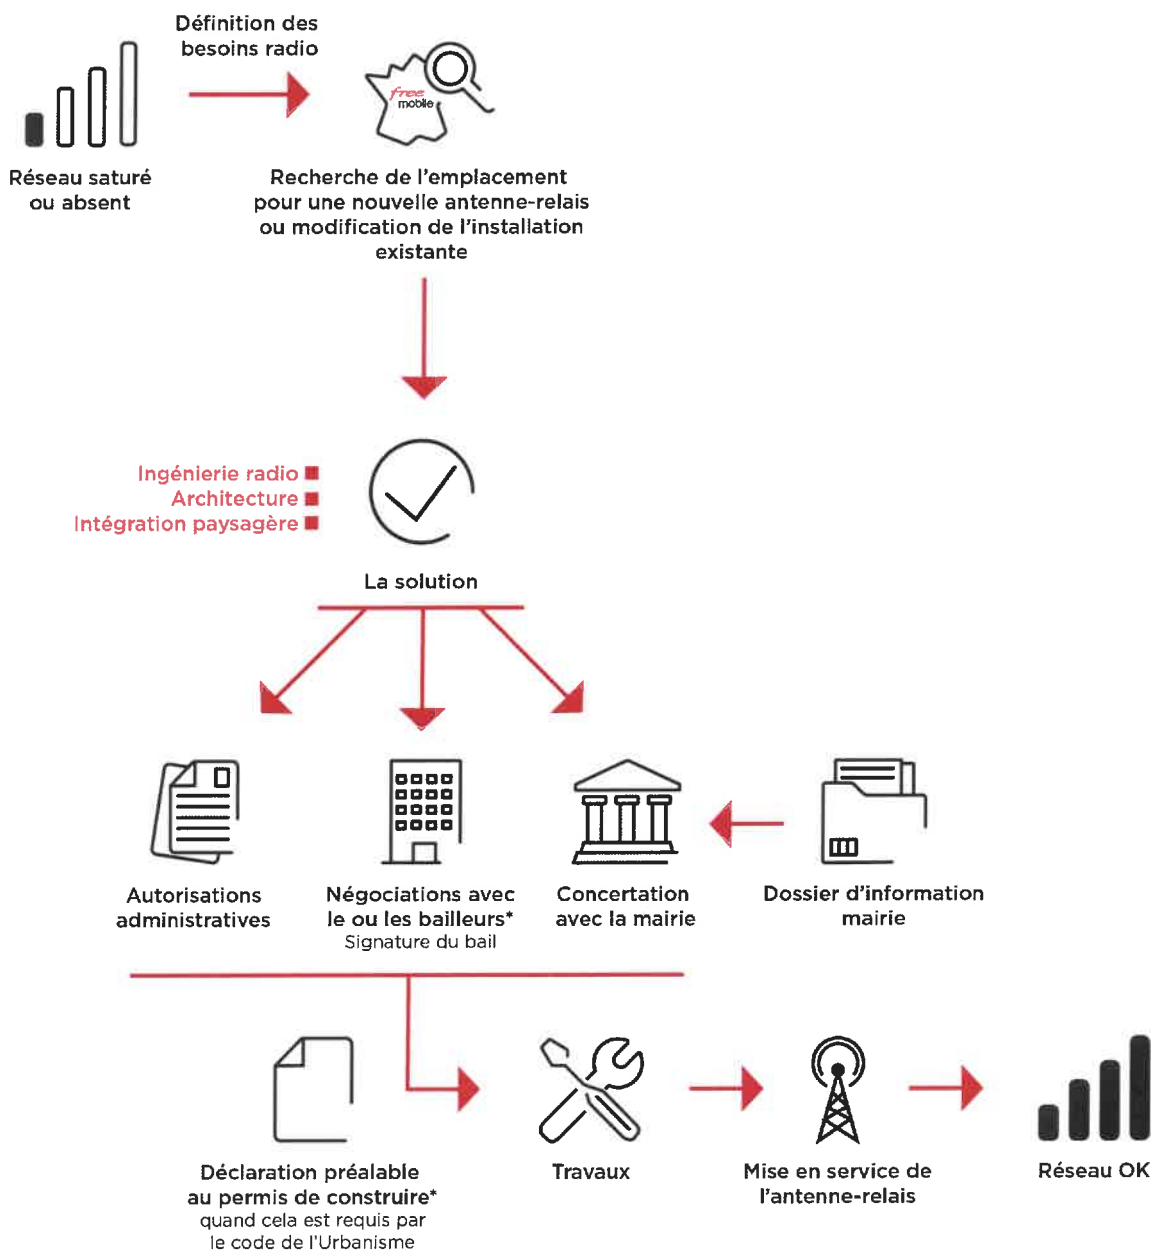 Définition des
besoins radio
free
mobile
Réseau saturé
ou absent
Recherche de l'emplacement
pour une nouvelle antenne-relais
ou modification de l'installation
existante
Ingénierie radio
Architecture
Intégration paysagère
La solution
Autorisations
administratives
Négociations avec
le ou les bailleurs*
Signature du bail
Concertation
avec la mairie
Dossier d'information
mairie
Déclaration préalable
au permis de construire*
quand cela est requis par
le code de l'Urbanisme
Travaux
Mise en service de
l'antenne-relais
Réseau OK